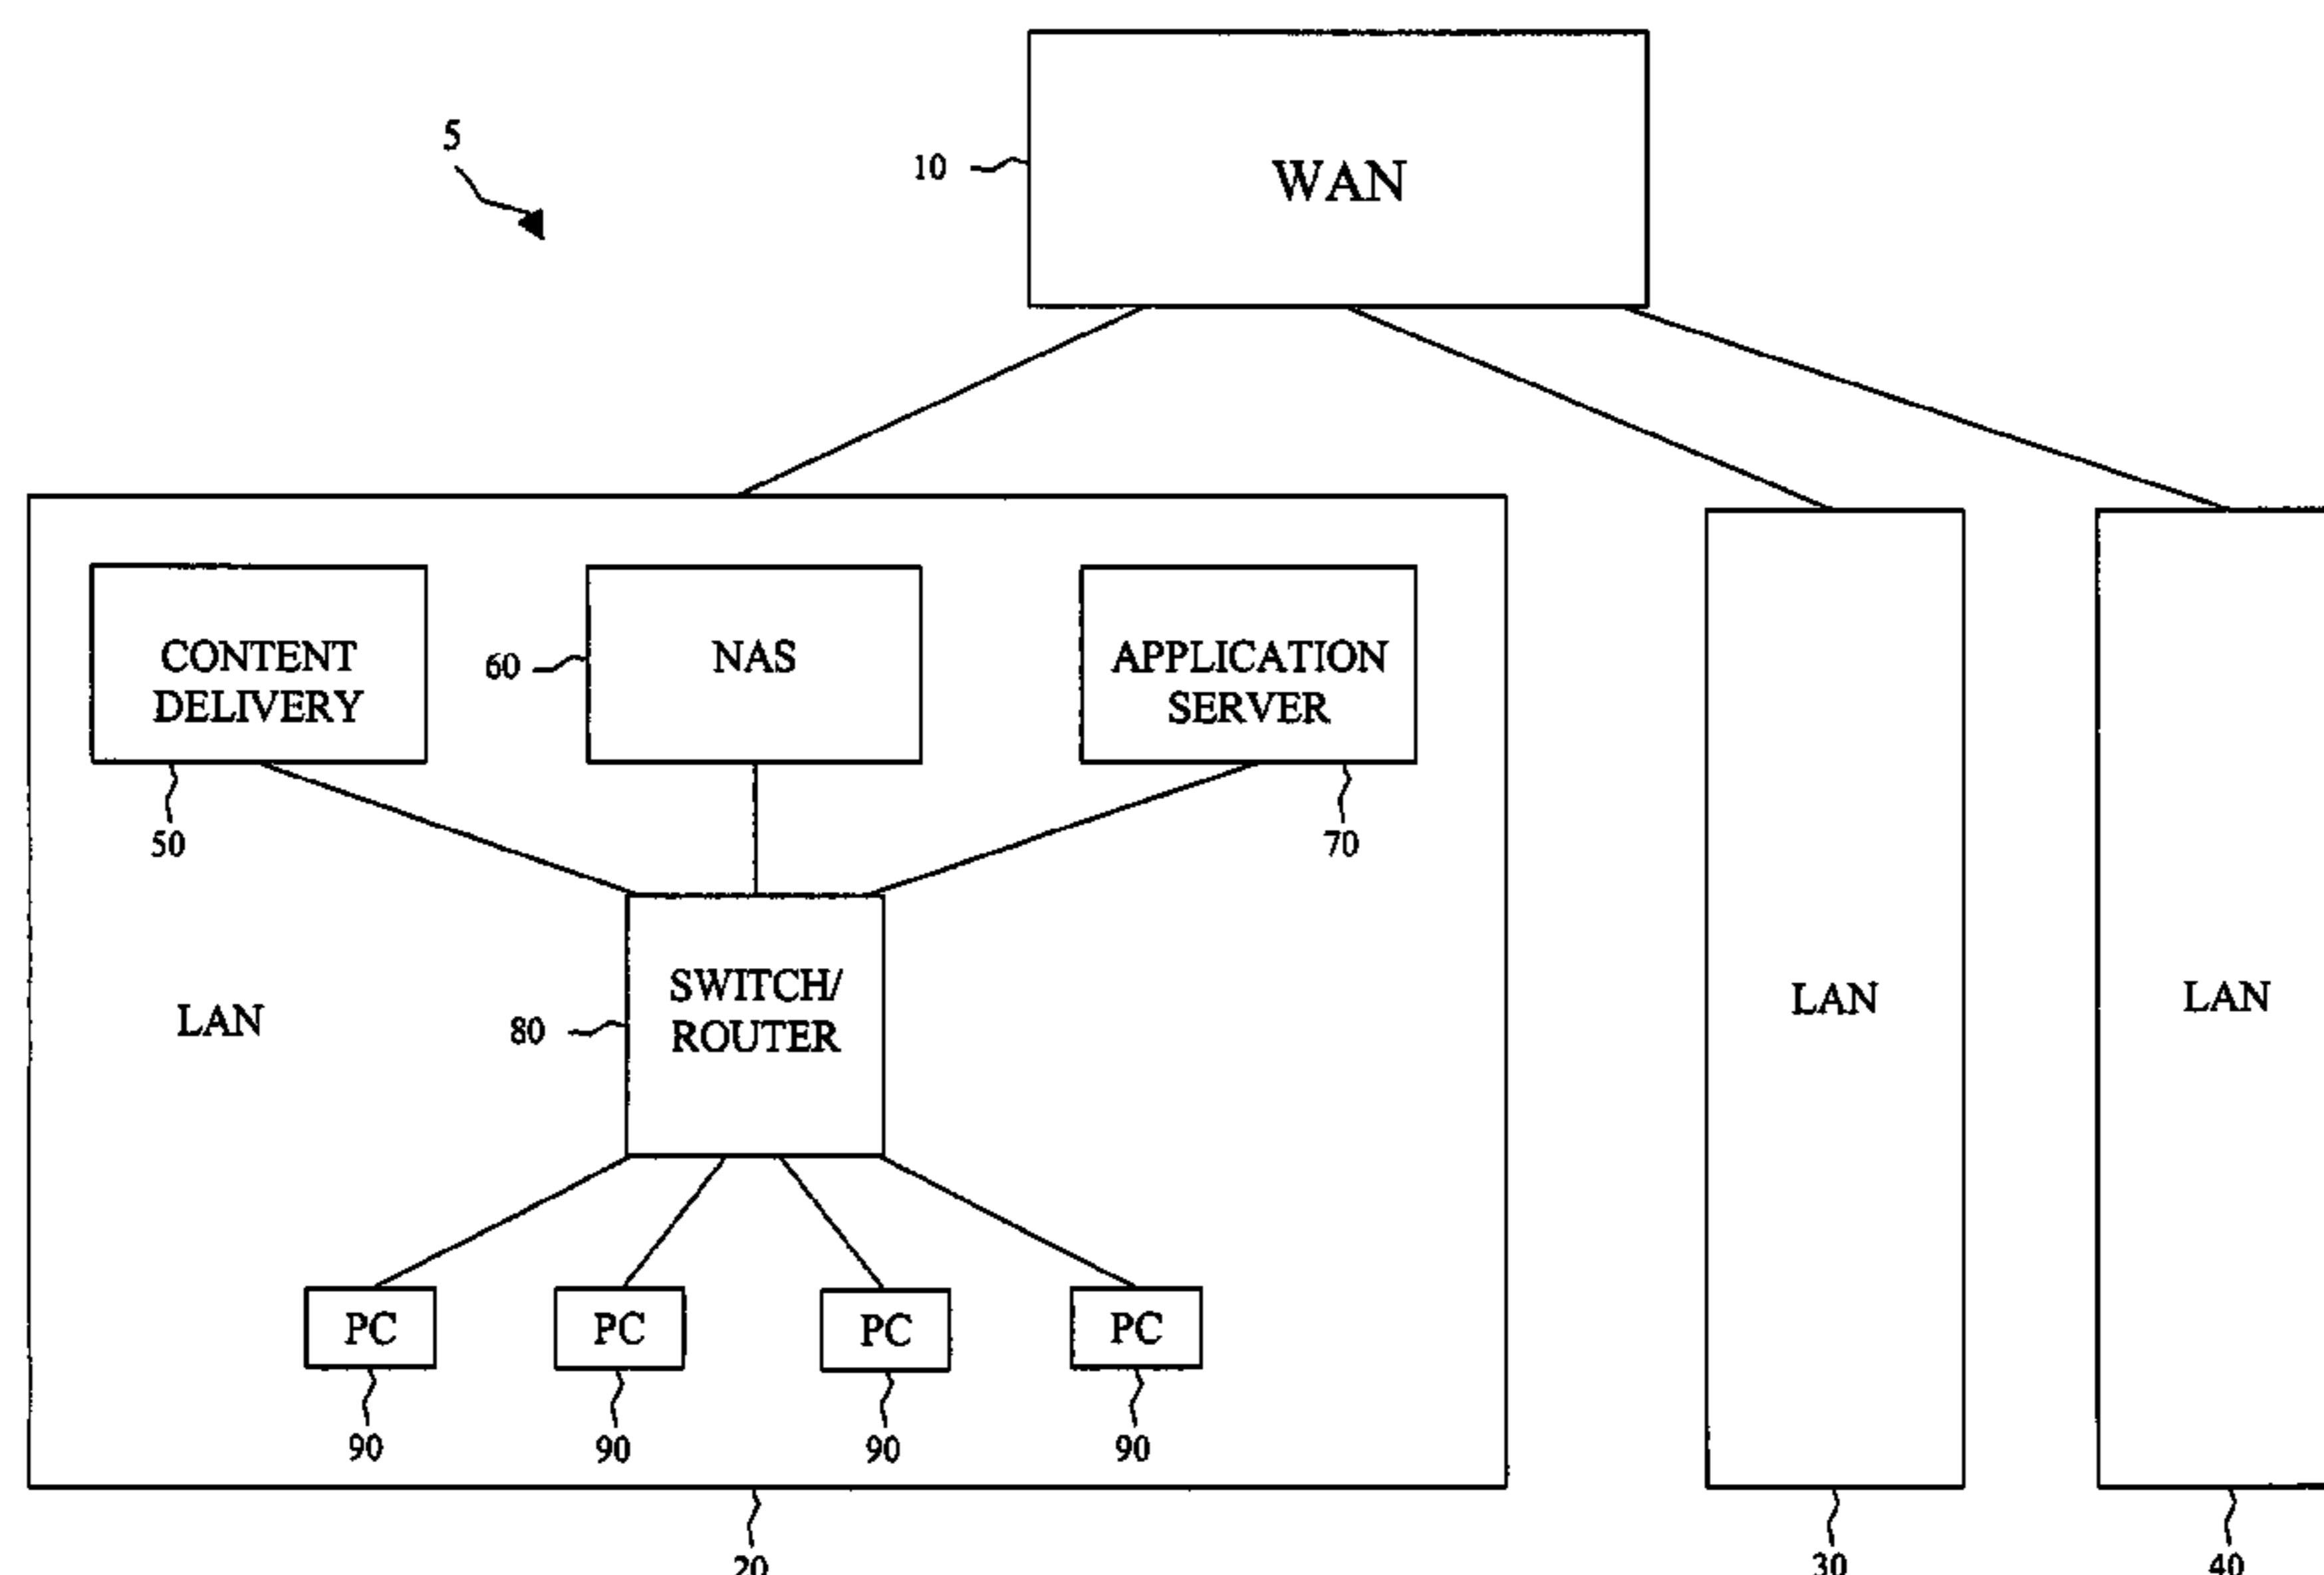 5
10
WAN
CONTENT
DELIVERY
60
NAS
APPLICATION
SERVER
50
70
LAN
80
SWITCH/
ROUTER
LAN
LAN
PC
PC
PC
PC
90
90
90
90
20
30
40